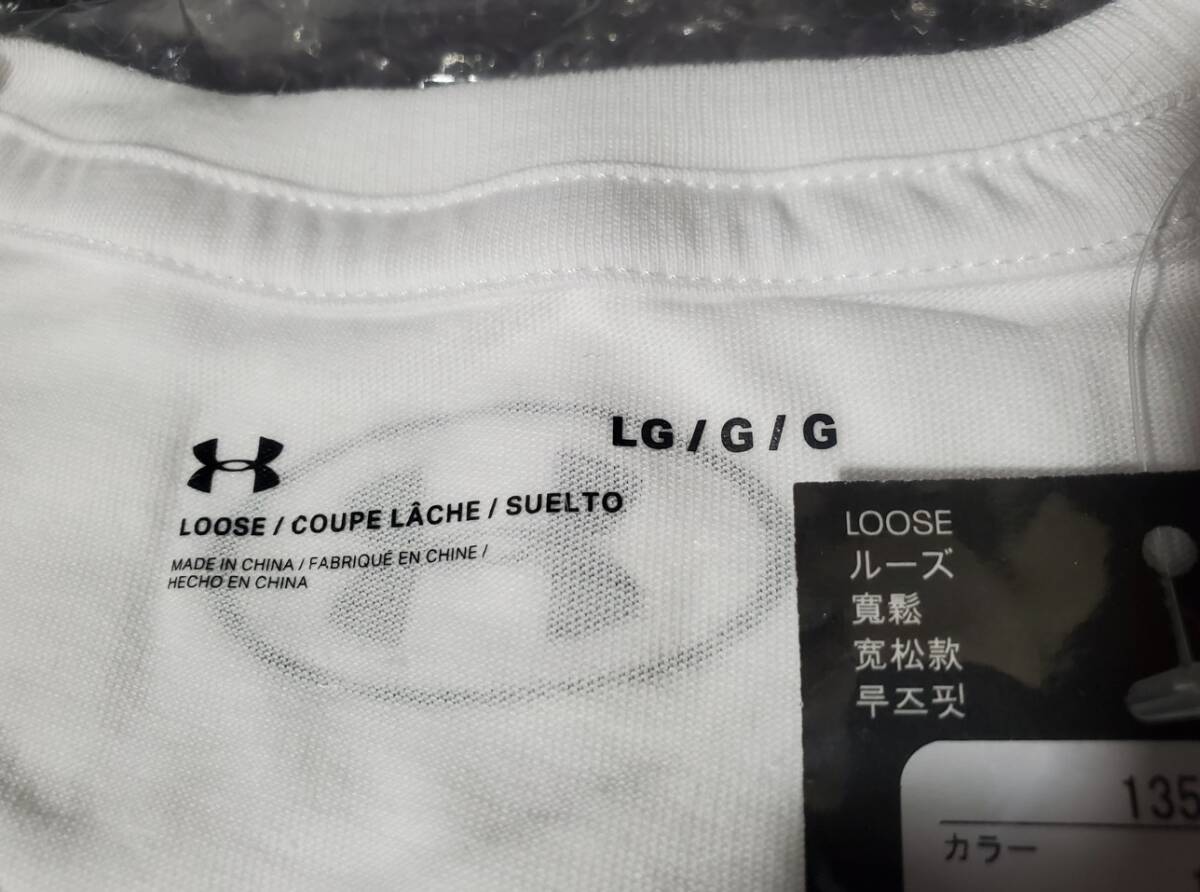 LG / G / G
LOOSE / COUPE LÂCHE / SUELTO
MADE IN CHINA / FABRIQUÉ EN CHINE /
HECHO EN CHINA
LOOSE
ルーズ
寬鬆
宽松款
루즈핏
135
カラー